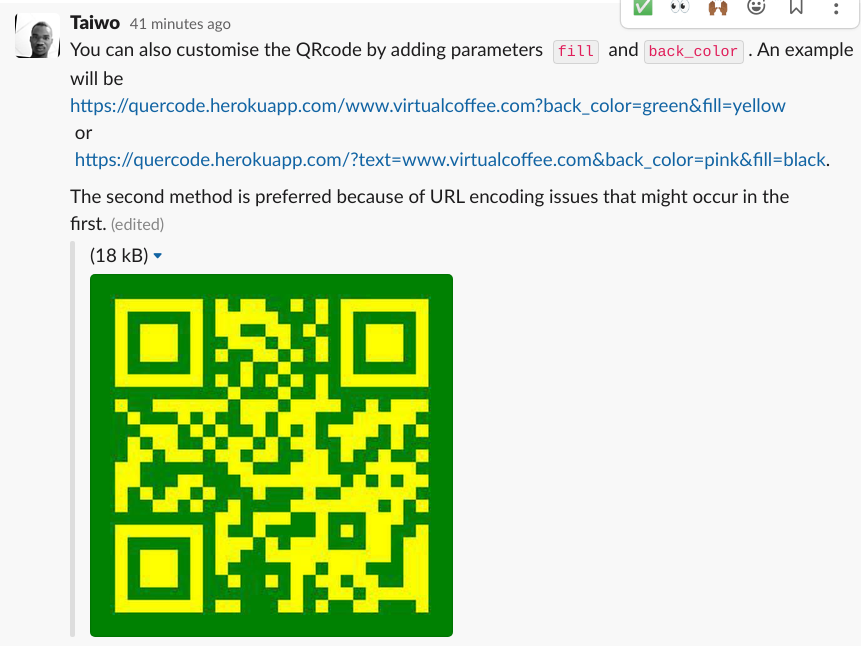 Taiwo 41 minutes ago
You can also customise the QRcode by adding parameters fill and back_color . An example
will be
https://quercode.herokuapp.com/www.virtualcoffee.com?back_color=green&fill=yellow
or
https://quercode.herokuapp.com/?text=www.virtualcoffee.com&back_color=pink&fill=black.
The second method is preferred because of URL encoding issues that might occur in the
first. (edited)
(18 kB)